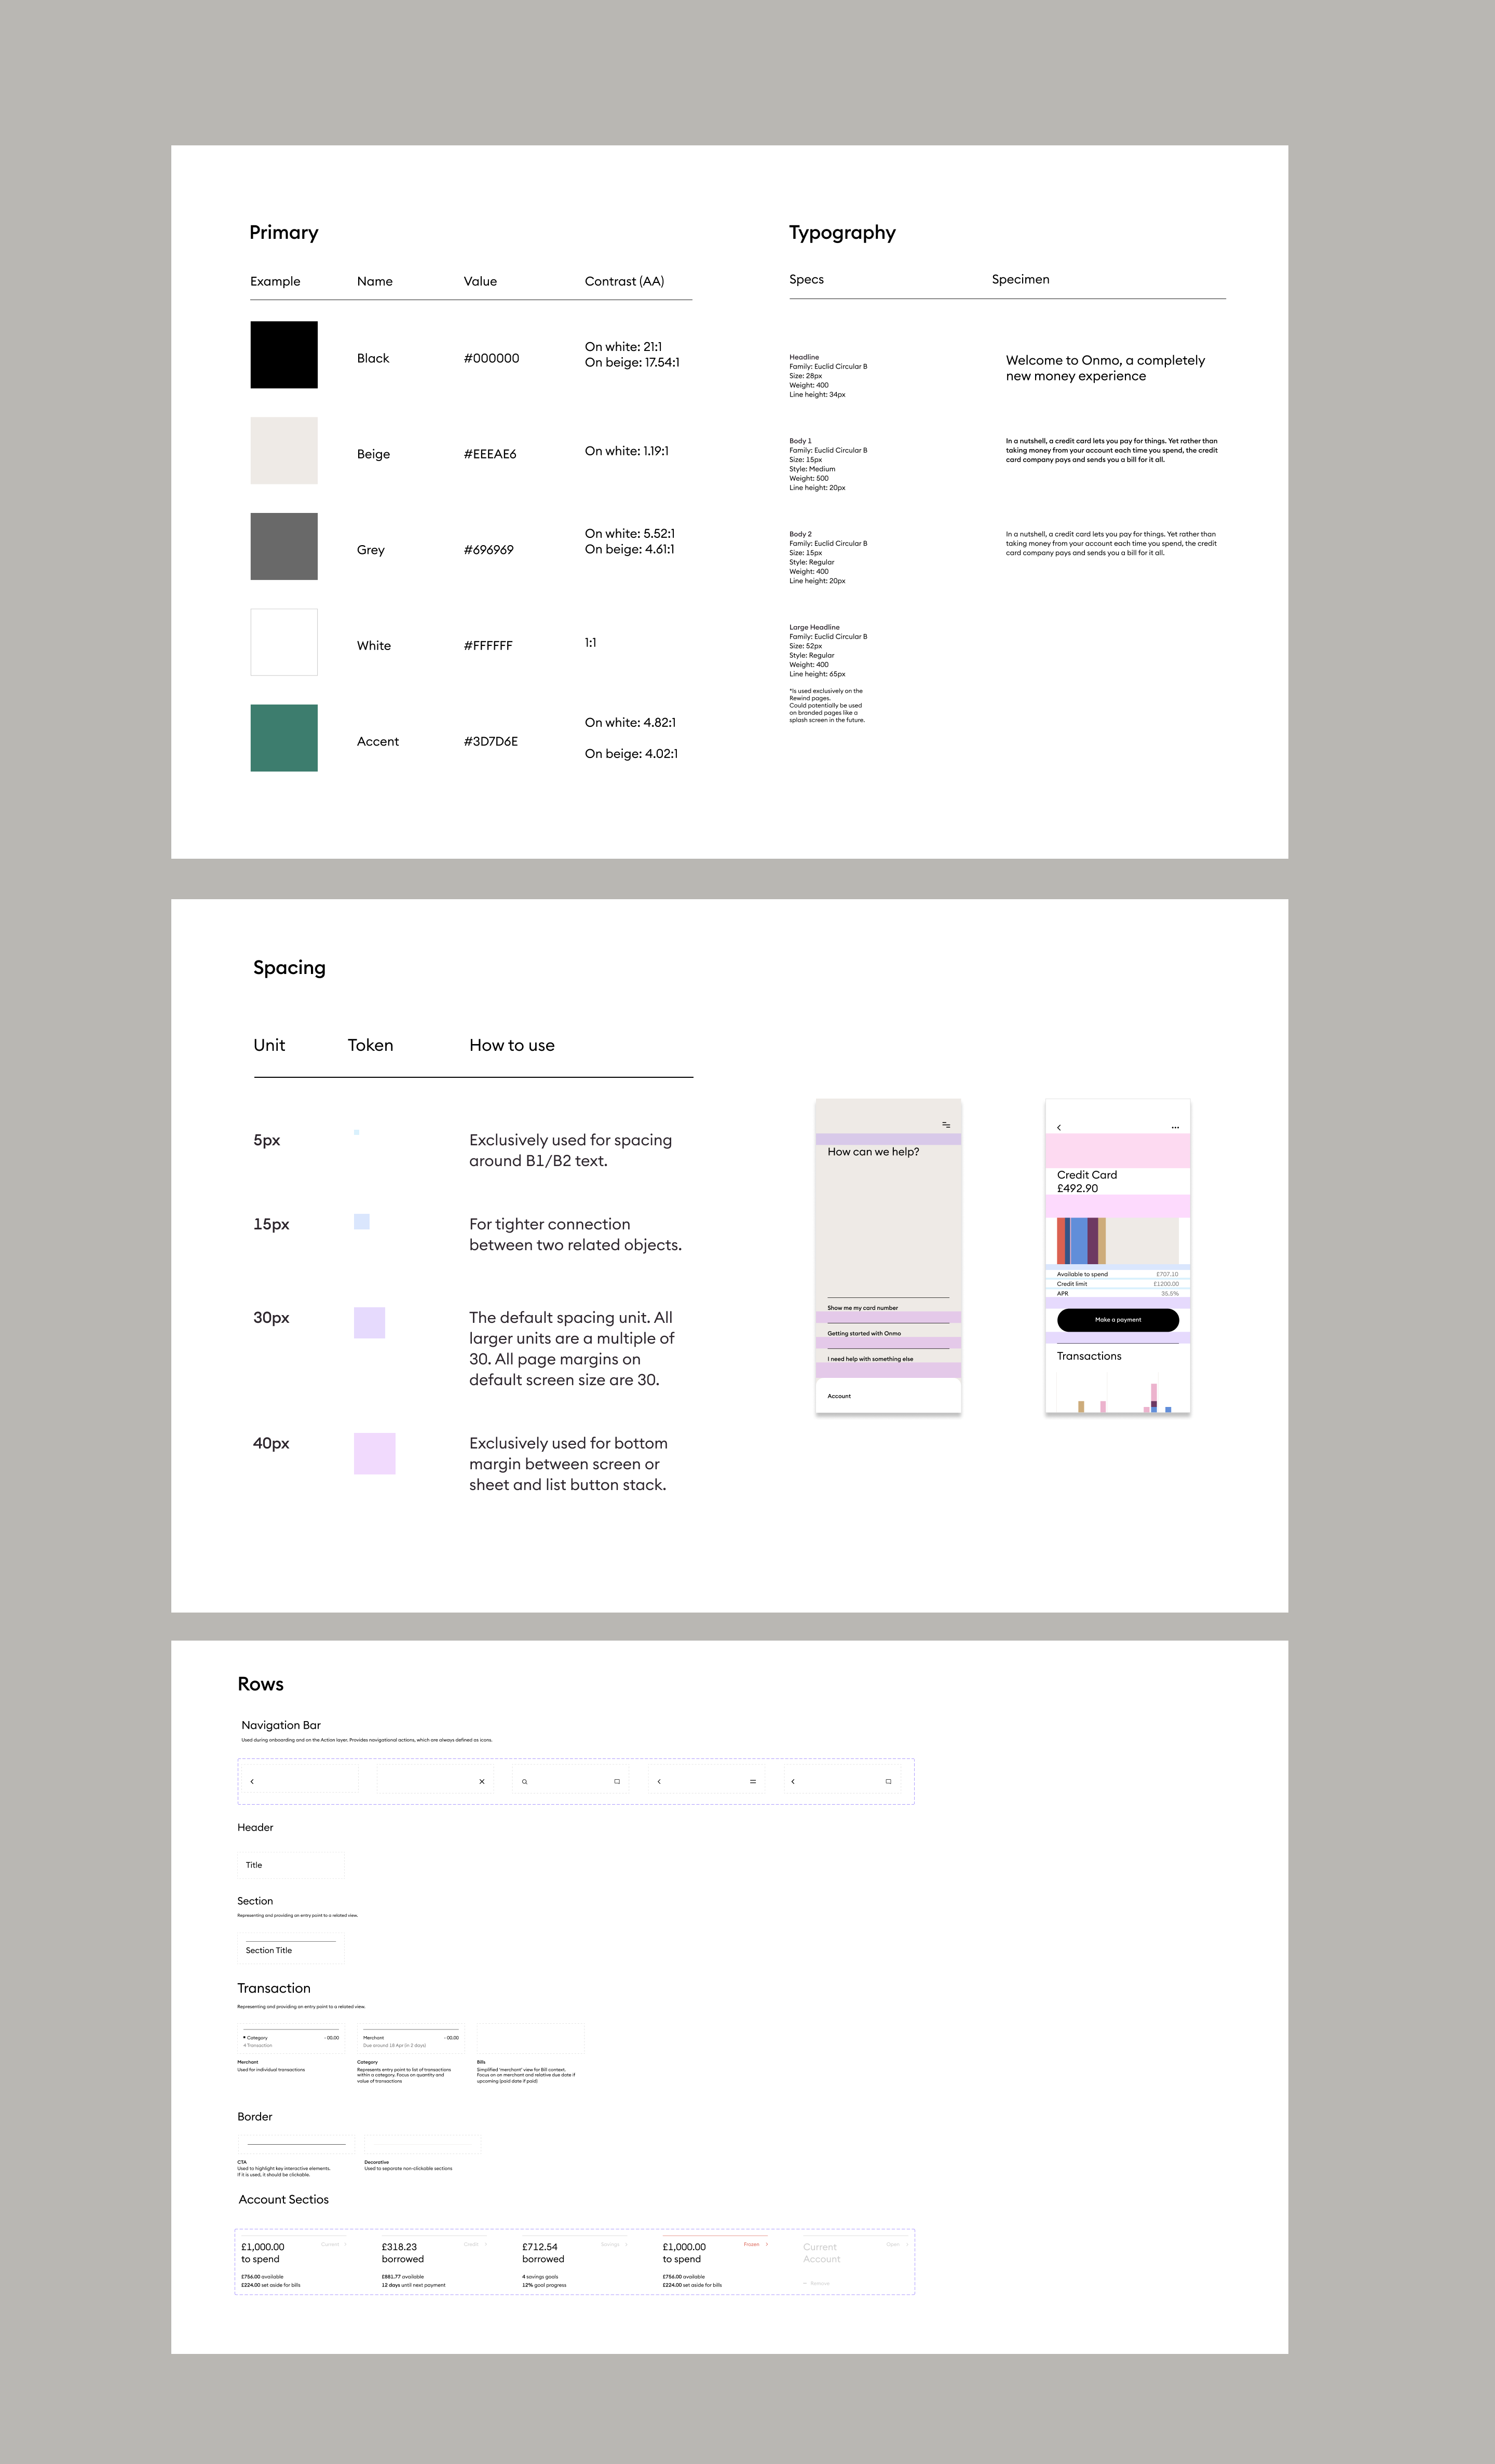 Primary
Example Name Value Contrast (AA)
Black #000000 On white: 21:1
On beige: 17.54:1
Beige #EEEAE6 On white: 1.19:1
Grey #696969 On white: 5.52:1
On beige: 4.61:1
White #FFFFFF 1:1
Accent #3D7D6E On white: 4.82:1
On beige: 4.02:1
Typography
Specs Specimen
Headline
Family: Euclid Circular B
Size: 28px
Weight: 400
Line height: 34px
Welcome to Onmo, a completely
new money experience
Body 1
Family: Euclid Circular B
Size: 15px
Style: Medium
Weight: 500
Line height: 20px
In a nutshell, a credit card lets you pay for things. Yet rather than
taking money from your account each time you spend, the credit
card company pays and sends you a bill for it all.
Body 2
Family: Euclid Circular B
Size: 15px
Style: Regular
Weight: 400
Line height: 20px
In a nutshell, a credit card lets you pay for things. Yet rather than
taking money from your account each time you spend, the credit
card company pays and sends you a bill for it all.
Large Headline
Family: Euclid Circular B
Size: 52px
Style: Regular
Weight: 400
Line height: 65px
*Is used exclusively on the
Rewind pages.
Could potentially be used
on branded pages like a
splash screen in the future.
Spacing
Unit Token How to use
5px Exclusively used for spacing
around B1/B2 text.
15px For tighter connection
between two related objects.
30px The default spacing unit. All
larger units are a multiple of
30. All page margins on
default screen size are 30.
40px Exclusively used for bottom
margin between screen or
sheet and list button stack.
How can we help?
Show me my card number
Getting started with Onmo
I need help with something else
Account
Credit Card
£492.90
Available to spend £707.10
Credit limit £1200.00
APR 35.5%
Make a payment
Transactions
Rows
Navigation Bar
Used during onboarding and on the Action layer. Provides navigational actions, which are always defined as icons.
Header
Title
Section
Representing and providing an entry point to a related view.
Section Title
Transaction
Representing and providing an entry point to a related view.
Category - 00.00
# Transaction
Merchant - 00.00
Due around 18 Apr (in 2 days)
Merchant
Used for individual transactions
Category
Represents entry point to list of transactions
within a category. Focus on quantity and
value of transactions
Bills
Simplified 'merchant' view for Bill context.
Focus on on merchant and relative due date if
upcoming (paid date if paid)
Border
CTA
Used to highlight key interactive elements.
If it is used, it should be clickable.
Decorative
Used to separate non-clickable sections
Account Sectios
£1,000.00 Current
to spend
£756.00 available
£224.00 set aside for bills
£318.23 Credit
borrowed
£881.77 available
12 days until next payment
£712.54 Savings
borrowed
4 savings goals
12% goal progress
£1,000.00 Frozen
to spend
£756.00 available
£224.00 set aside for bills
Current Open
Account
Remove